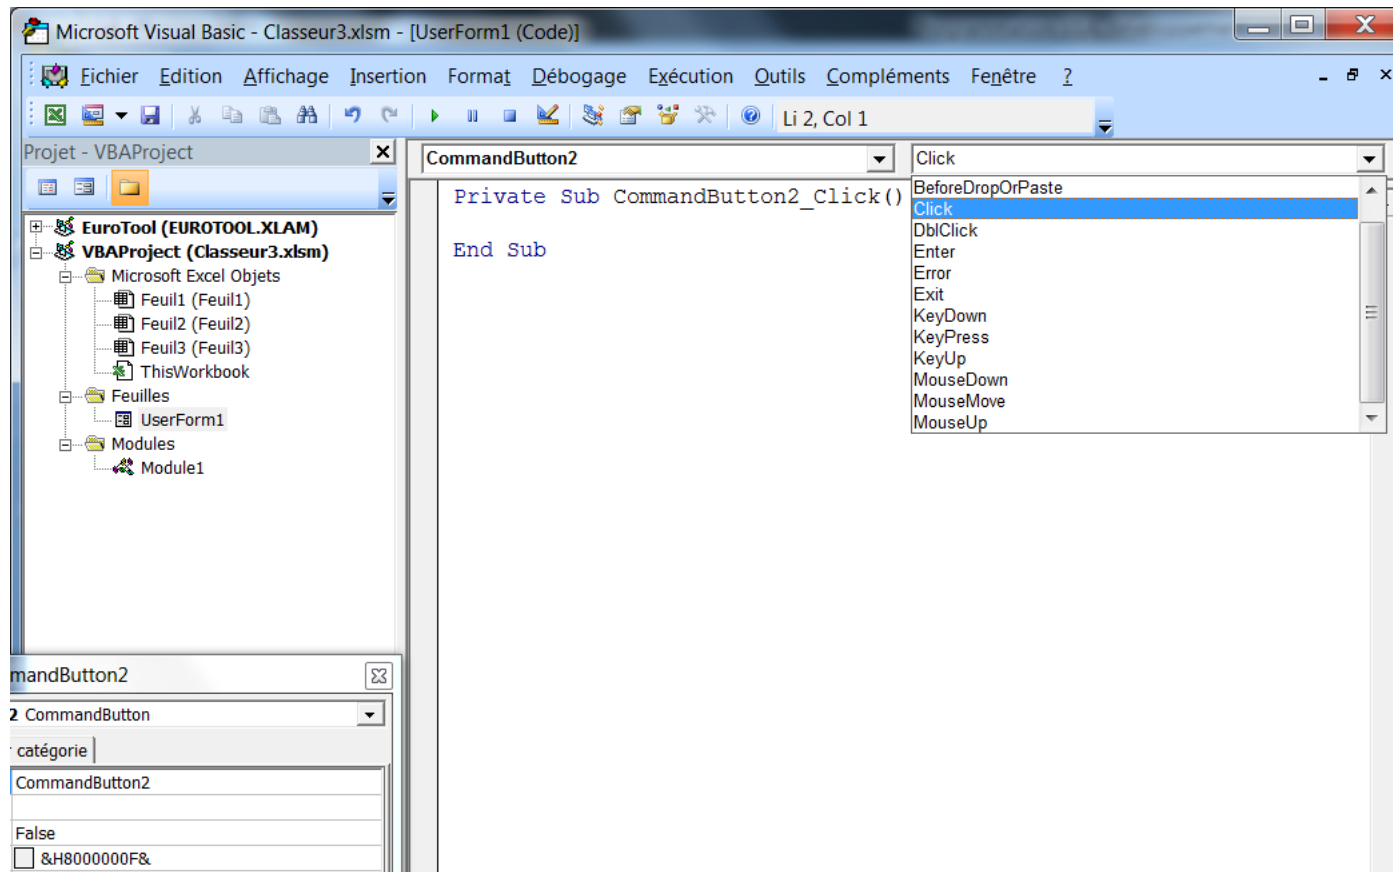 Microsoft Visual Basic - Classeur3.xlsm - [UserForm1 (Code)]
Fichier Edition Affichage Insertion Format Débogage Exécution Outils Compléments Fenêtre ?
Li 2, Col 1
Projet - VBAProject
CommandButton2 Click
Private Sub CommandButton2_Click()
End Sub
BeforeDropOrPaste
Click
DblClick
Enter
Error
Exit
KeyDown
KeyPress
KeyUp
MouseDown
MouseMove
MouseUp
EuroTool (EUROTOOL.XLAM)
VBAProject (Classeur3.xlsm)
Microsoft Excel Objets
Feuil1 (Feuil1)
Feuil2 (Feuil2)
Feuil3 (Feuil3)
ThisWorkbook
Feuilles
UserForm1
Modules
Module1
mandButton2
2 CommandButton
catégorie
CommandButton2
False
&H8000000F&